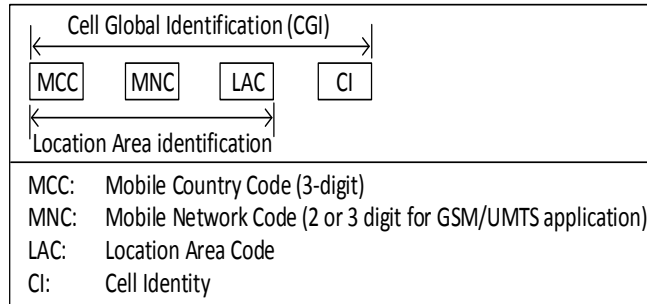 Cell Global Identification (CGI)
MCC MNC LAC CI
Location Area identification
MCC: Mobile Country Code (3-digit)
MNC: Mobile Network Code (2 or 3 digit for GSM/UMTS application)
LAC: Location Area Code
CI: Cell Identity